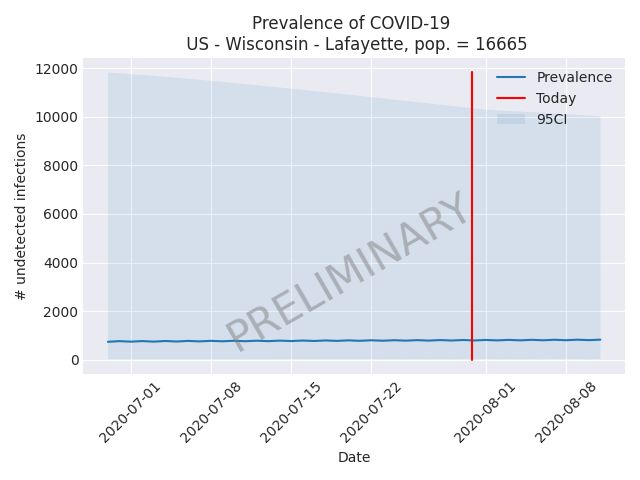 Prevalence of COVID-19
US - Wisconsin - Lafayette, pop. = 16665
12000
10000
8000
6000
4000
2000
0
# undetected infections
Prevalence
Today
95CI
PRELIMINARY
2020-07-01
2020-07-08
2020-07-15
2020-07-22
2020-08-01
2020-08-08
Date